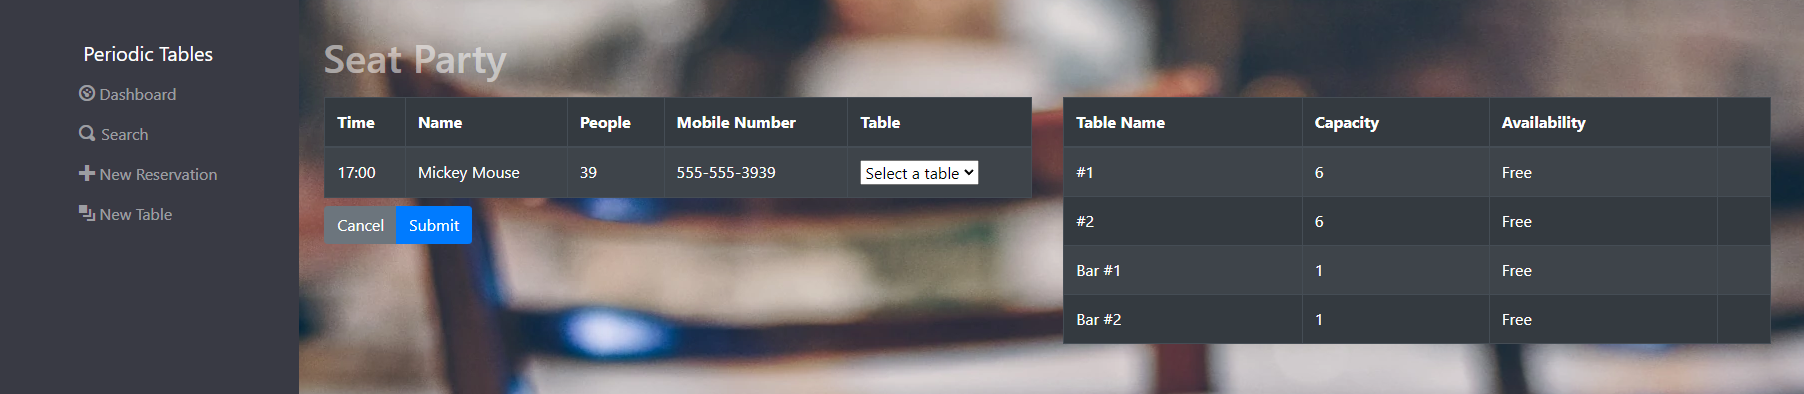 Periodic Tables
Dashboard
Search
New Reservation
New Table
Seat Party
Time Name People Mobile Number Table
17:00 Mickey Mouse 39 555-555-3939 Select a table
Cancel Submit
Table Name Capacity Availability
#1 6 Free
#2 6 Free
Bar #1 1 Free
Bar #2 1 Free